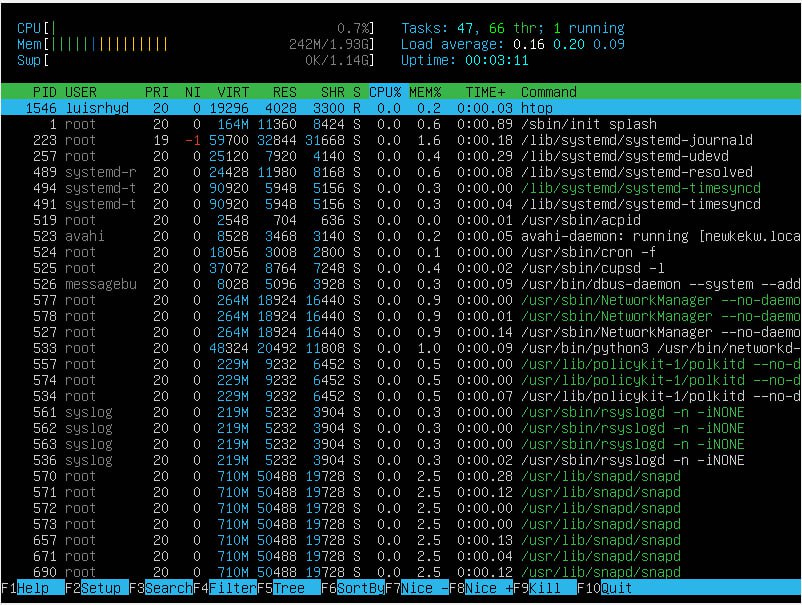 CPU[| 0.7%] Tasks: 47, 66 thr; 1 running
Mem[||||||||||||||| 242M/1.93G] Load average: 0.16 0.20 0.09
Swp[ 0K/1.14G] Uptime: 00:03:11
PID USER PRI NI VIRT RES SHR S CPU% MEM% TIME+ Command
1546 luisrhyd 20 0 19296 4028 3300 R 0.0 0.2 0:00.03 htop
1 root 20 0 164M 11360 8424 S 0.0 0.6 0:00.89 /sbin/init splash
223 root 19 -1 59700 32844 31668 S 0.0 1.6 0:00.18 /lib/systemd/systemd-journald
257 root 20 0 25120 7920 4140 S 0.0 0.4 0:00.29 /lib/systemd/systemd-udevd
489 systemd-r 20 0 24428 11980 8168 S 0.0 0.6 0:00.08 /lib/systemd/systemd-resolved
494 systemd-t 20 0 90920 5948 5156 S 0.0 0.3 0:00.00 /lib/systemd/systemd-timesyncd
491 systemd-t 20 0 90920 5948 5156 S 0.0 0.3 0:00.04 /lib/systemd/systemd-timesyncd
519 root 20 0 2548 704 636 S 0.0 0.0 0:00.01 /usr/sbin/acpid
523 avahi 20 0 8528 3468 3140 S 0.0 0.2 0:00.05 avahi-daemon: running [newkekw.loca
524 root 20 0 18056 3008 2800 S 0.0 0.1 0:00.00 /usr/sbin/cron -f
525 root 20 0 37072 8764 7248 S 0.0 0.4 0:00.02 /usr/sbin/cupsd -l
526 messagebu 20 0 8028 5096 3928 S 0.0 0.3 0:00.09 /usr/bin/dbus-daemon --system --add
577 root 20 0 264M 18924 16440 S 0.0 0.9 0:00.00 /usr/sbin/NetworkManager --no-daemo
578 root 20 0 264M 18924 16440 S 0.0 0.9 0:00.01 /usr/sbin/NetworkManager --no-daemo
527 root 20 0 264M 18924 16440 S 0.0 0.9 0:00.14 /usr/sbin/NetworkManager --no-daemo
533 root 20 0 48324 20492 11808 S 0.0 1.0 0:00.09 /usr/bin/python3 /usr/bin/networkd-
557 root 20 0 229M 9232 6452 S 0.0 0.5 0:00.00 /usr/lib/policykit-1/polkitd --no-d
574 root 20 0 229M 9232 6452 S 0.0 0.5 0:00.00 /usr/lib/policykit-1/polkitd --no-d
534 root 20 0 229M 9232 6452 S 0.0 0.5 0:00.07 /usr/lib/policykit-1/polkitd --no-d
561 syslog 20 0 219M 5232 3904 S 0.0 0.3 0:00.00 /usr/sbin/rsyslogd -n -iNONE
562 syslog 20 0 219M 5232 3904 S 0.0 0.3 0:00.00 /usr/sbin/rsyslogd -n -iNONE
563 syslog 20 0 219M 5232 3904 S 0.0 0.3 0:00.00 /usr/sbin/rsyslogd -n -iNONE
536 syslog 20 0 219M 5232 3904 S 0.0 0.3 0:00.02 /usr/sbin/rsyslogd -n -iNONE
570 root 20 0 710M 50488 19728 S 0.0 2.5 0:00.28 /usr/lib/snapd/snapd
571 root 20 0 710M 50488 19728 S 0.0 2.5 0:00.12 /usr/lib/snapd/snapd
572 root 20 0 710M 50488 19728 S 0.0 2.5 0:00.00 /usr/lib/snapd/snapd
573 root 20 0 710M 50488 19728 S 0.0 2.5 0:00.00 /usr/lib/snapd/snapd
657 root 20 0 710M 50488 19728 S 0.0 2.5 0:00.13 /usr/lib/snapd/snapd
671 root 20 0 710M 50488 19728 S 0.0 2.5 0:00.04 /usr/lib/snapd/snapd
690 root 20 0 710M 50488 19728 S 0.0 2.5 0:00.12 /usr/lib/snapd/snapd
F1Help F2Setup F3SearchF4FilterF5Tree F6SortByF7Nice -F8Nice +F9Kill F10Quit